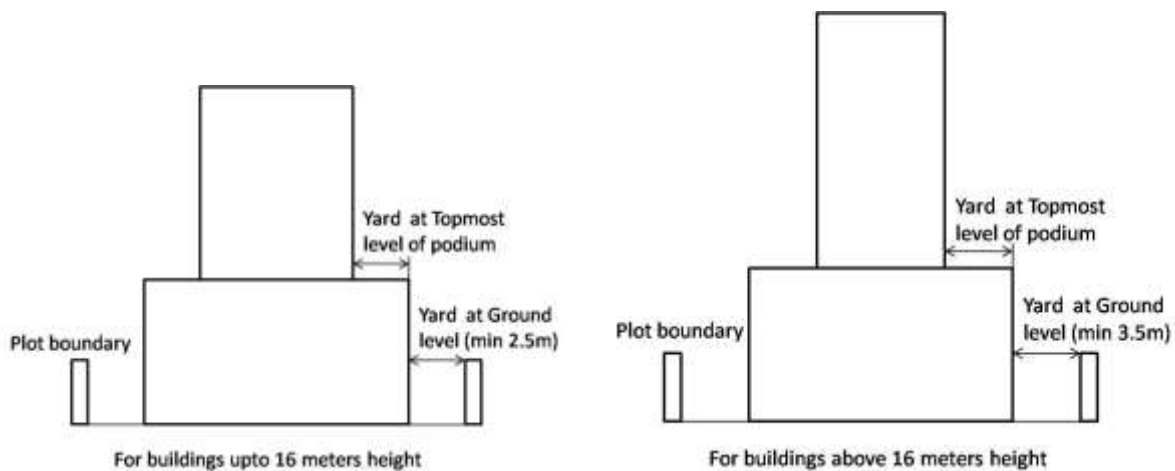 Yard at Topmost
level of podium
Yard at Ground
level (min 2.5m)
Plot boundary
For buildings upto 16 meters height
Yard at Topmost
level of podium
Yard at Ground
level (min 3.5m)
Plot boundary
For buildings above 16 meters height